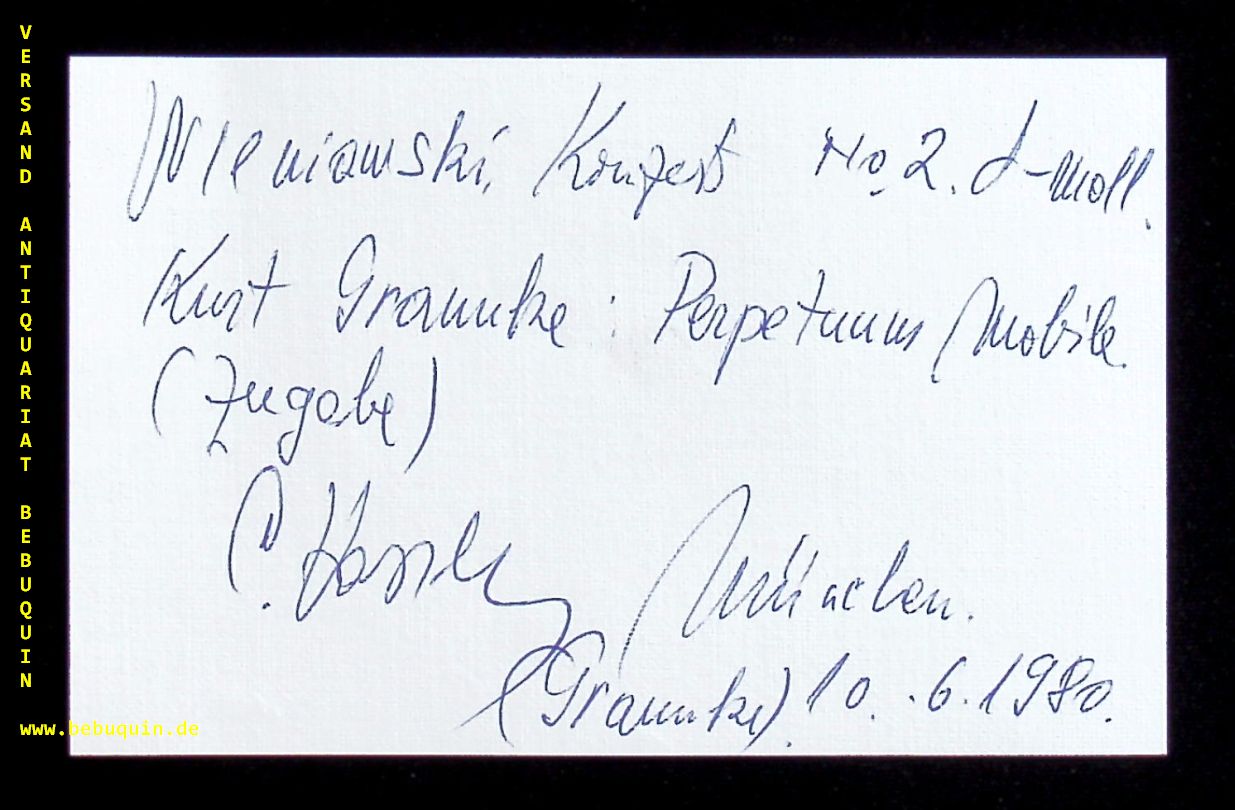 VERSAND ANTIQUARIAT BEBUQUIN
www.bebuquin.de
Wieniawski, Konzert No. 2. d-moll.
Kurt Graunke: Perpetuum Mobile.
(Zugabe)
München.
(Graunke). 10..6.1980.